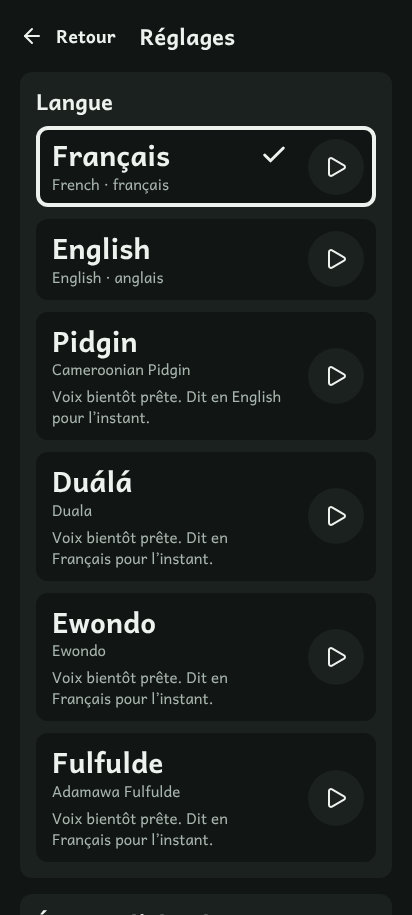 Retour Réglages
Langue
Français
French · français
English
English · anglais
Pidgin
Cameroonian Pidgin
Voix bientôt prête. Dit en English
pour l’instant.
Duálá
Duala
Voix bientôt prête. Dit en
Français pour l’instant.
Ewondo
Ewondo
Voix bientôt prête. Dit en
Français pour l’instant.
Fulfulde
Adamawa Fulfulde
Voix bientôt prête. Dit en
Français pour l’instant.